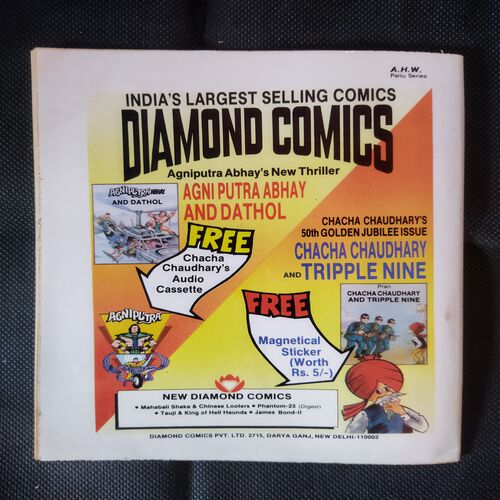 A.H.W.
Paltu Series
INDIA'S LARGEST SELLING COMICS
DIAMOND COMICS
Agniputra Abhay's New Thriller
AGNIPUTRA ABHAY
AND DATHOL
AGNI PUTRA ABHAY
AND DATHOL
FREE
Chacha
Chaudhary's
Audio
Cassette
CHACHA CHAUDHARY'S
50th GOLDEN JUBILEE ISSUE
CHACHA CHAUDHARY
AND TRIPPLE NINE
Pran
CHACHA CHAUDHARY
AND TRIPPLE NINE
FREE
Magnetical
Sticker
(Worth
Rs. 5/-)
AGNIPUTRA
NEW DIAMOND COMICS
• Mahabali Shaka & Chinese Looters • Phantom-23 (Digest)
• Tauji & King of Hell Haunds • James Bond-II
DIAMOND COMICS PVT. LTD. 2715, DARYA GANJ, NEW DELHI-110002